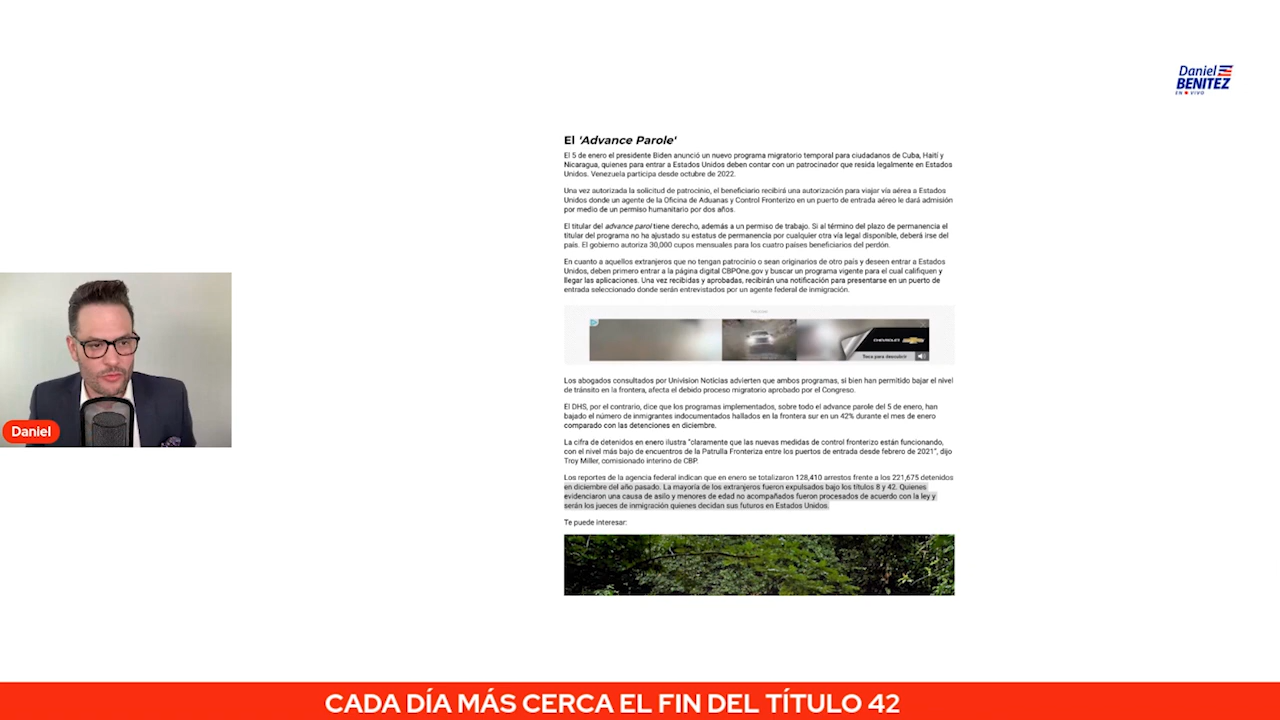 Daniel
BENITEZ
EN VIVO
El 'Advance Parole'
El 5 de enero el presidente Biden anunció un nuevo programa migratorio temporal para ciudadanos de Cuba, Haití y
Nicaragua, quienes para entrar a Estados Unidos deben contar con un patrocinador que resida legalmente en Estados
Unidos. Venezuela participa desde octubre de 2022.
Una vez autorizada la solicitud de patrocinio, el beneficiario recibirá una autorización para viajar vía aérea a Estados
Unidos donde un agente de la Oficina de Aduanas y Control Fronterizo en un puerto de entrada aéreo le dará admisión
por medio de un permiso humanitario por dos años.
El titular del advance parol tiene derecho, además a un permiso de trabajo. Si al término del plazo de permanencia el
titular del programa no ha ajustado su estatus de permanencia por cualquier otra vía legal disponible, deberá irse del
país. El gobierno autoriza 30,000 cupos mensuales para los cuatro países beneficiarios del perdón.
En cuanto a aquellos extranjeros que no tengan patrocinio o sean originarios de otro país y deseen entrar a Estados
Unidos, deben primero entrar a la página digital CBPOne.gov y buscar un programa vigente para el cual califiquen y
llegar las aplicaciones. Una vez recibidas y aprobadas, recibirán una notificación para presentarse en un puerto de
entrada seleccionado donde serán entrevistados por un agente federal de inmigración.
PUBLICIDAD
CHEVROLET
Toca para descubrir
Los abogados consultados por Univision Noticias advierten que ambos programas, si bien han permitido bajar el nivel
de tránsito en la frontera, afecta el debido proceso migratorio aprobado por el Congreso.
El DHS, por el contrario, dice que los programas implementados, sobre todo el advance parole del 5 de enero, han
bajado el número de inmigrantes indocumentados hallados en la frontera sur en un 42% durante el mes de enero
comparado con las detenciones en diciembre.
La cifra de detenidos en enero ilustra "claramente que las nuevas medidas de control fronterizo están funcionando,
con el nivel más bajo de encuentros de la Patrulla Fronteriza entre los puertos de entrada desde febrero de 2021", dijo
Troy Miller, comisionado interino de CBP.
Los reportes de la agencia federal indican que en enero se totalizaron 128,410 arrestos frente a los 221,675 detenidos
en diciembre del año pasado. La mayoría de los extranjeros fueron expulsados bajo los títulos 8 y 42. Quienes
evidenciaron una causa de asilo y menores de edad no acompañados fueron procesados de acuerdo con la ley y
serán los jueces de inmigración quienes decidan sus futuros en Estados Unidos.
Te puede interesar:
Daniel
CADA DÍA MÁS CERCA EL FIN DEL TÍTULO 42